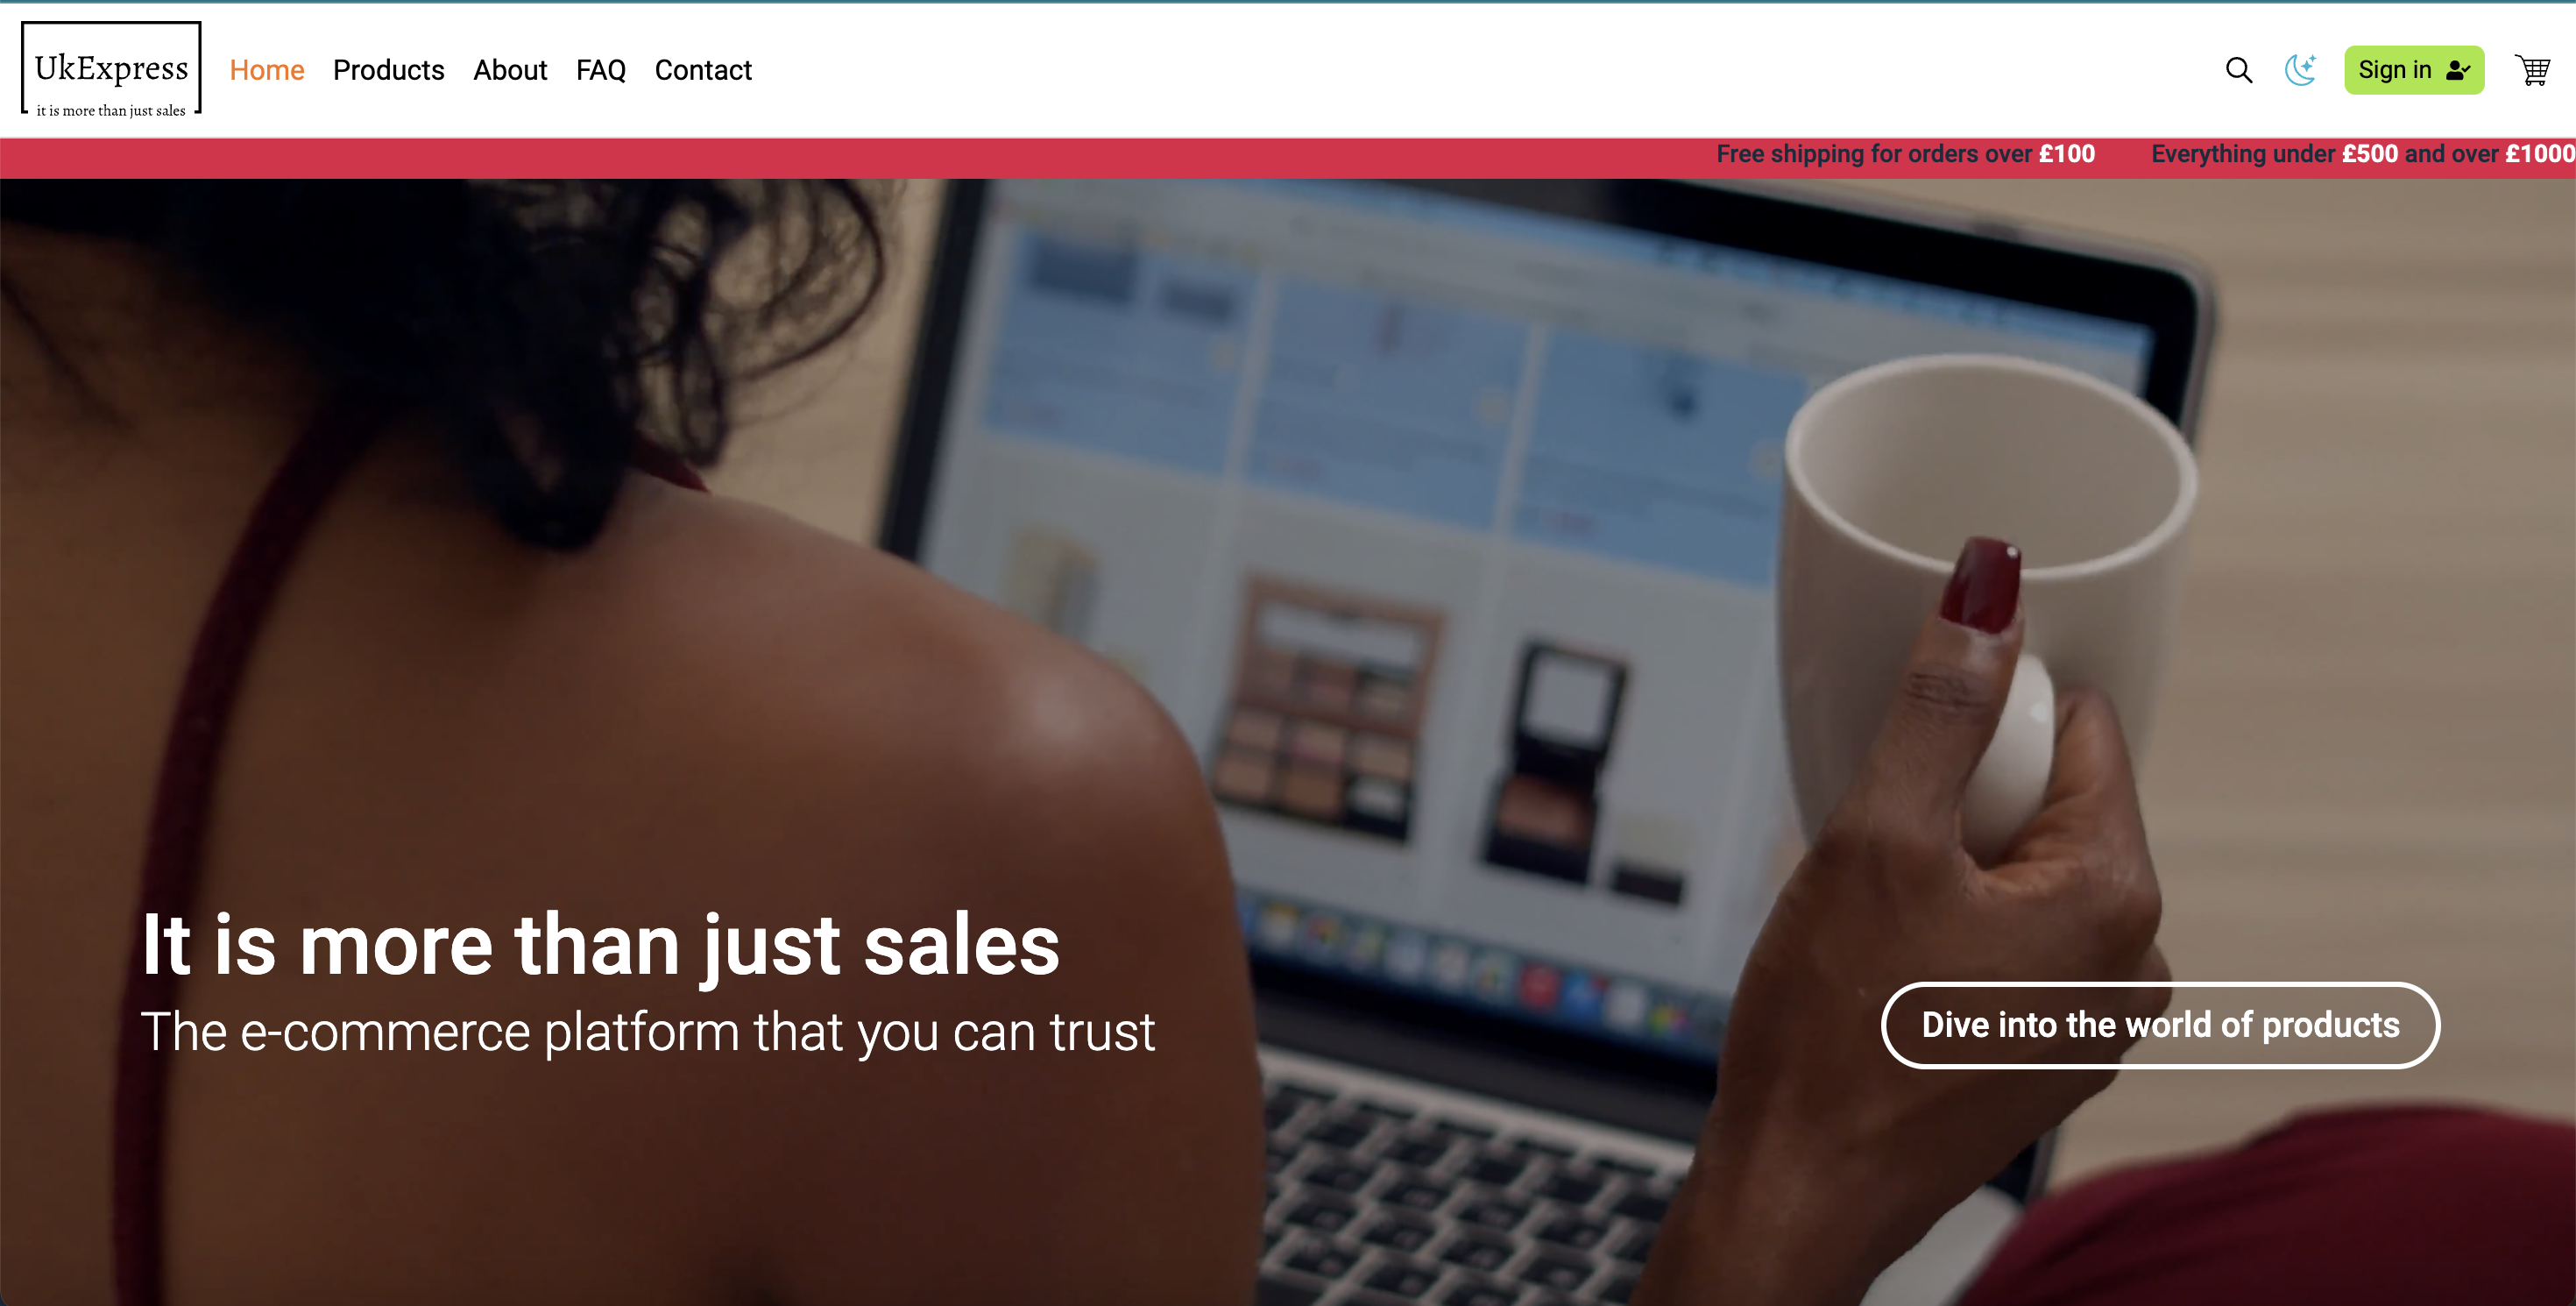 UkExpress
it is more than just sales
Home Products About FAQ Contact
Sign in
Free shipping for orders over £100 Everything under £500 and over £1000
It is more than just sales
The e-commerce platform that you can trust
Dive into the world of products